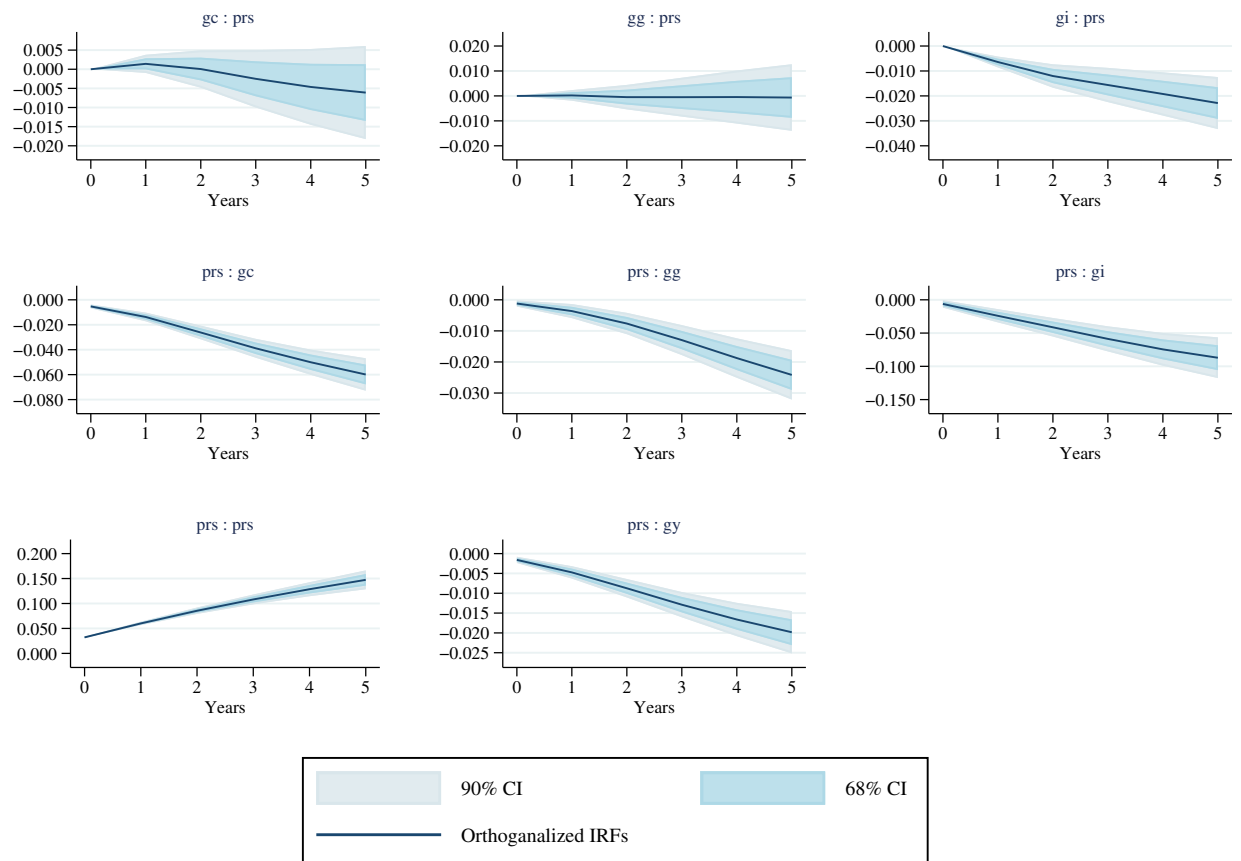 gc : prs
0.005
0.000
−0.005
−0.010
−0.015
−0.020
0 1 2 3 4 5
Years
gg : prs
0.020
0.010
0.000
−0.010
−0.020
0 1 2 3 4 5
Years
gi : prs
0.000
−0.010
−0.020
−0.030
−0.040
0 1 2 3 4 5
Years
prs : gc
0.000
−0.020
−0.040
−0.060
−0.080
0 1 2 3 4 5
Years
prs : gg
0.000
−0.010
−0.020
−0.030
0 1 2 3 4 5
Years
prs : gi
0.000
−0.050
−0.100
−0.150
0 1 2 3 4 5
Years
prs : prs
0.200
0.150
0.100
0.050
0.000
0 1 2 3 4 5
Years
prs : gy
0.000
−0.005
−0.010
−0.015
−0.020
−0.025
0 1 2 3 4 5
Years
90% CI
68% CI
Orthoganalized IRFs